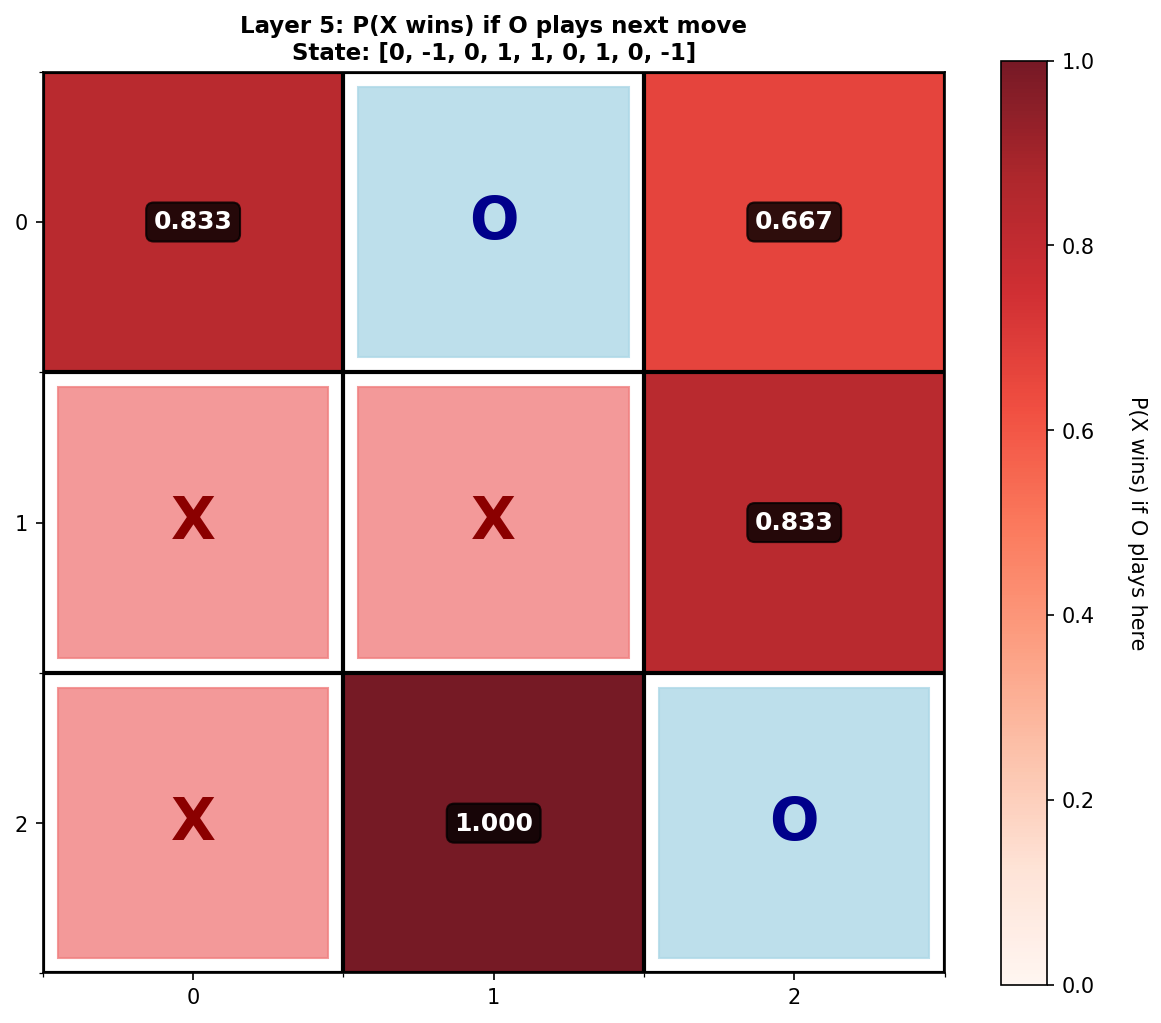 Layer 5: P(X wins) if O plays next move
State: [0, -1, 0, 1, 1, 0, 1, 0, -1]
0.833 O 0.667
X X 0.833
X 1.000 O
0
1
2
0 1 2
1.0
0.8
0.6
0.4
0.2
0.0
P(X wins) if O plays here